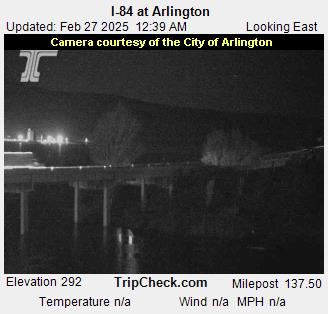 I-84 at Arlington
Updated: Feb 27 2025 12:39 AM Looking East
Camera courtesy of the City of Arlington
Elevation 292 TripCheck.com Milepost 137.50
Temperature n/a Wind n/a MPH n/a